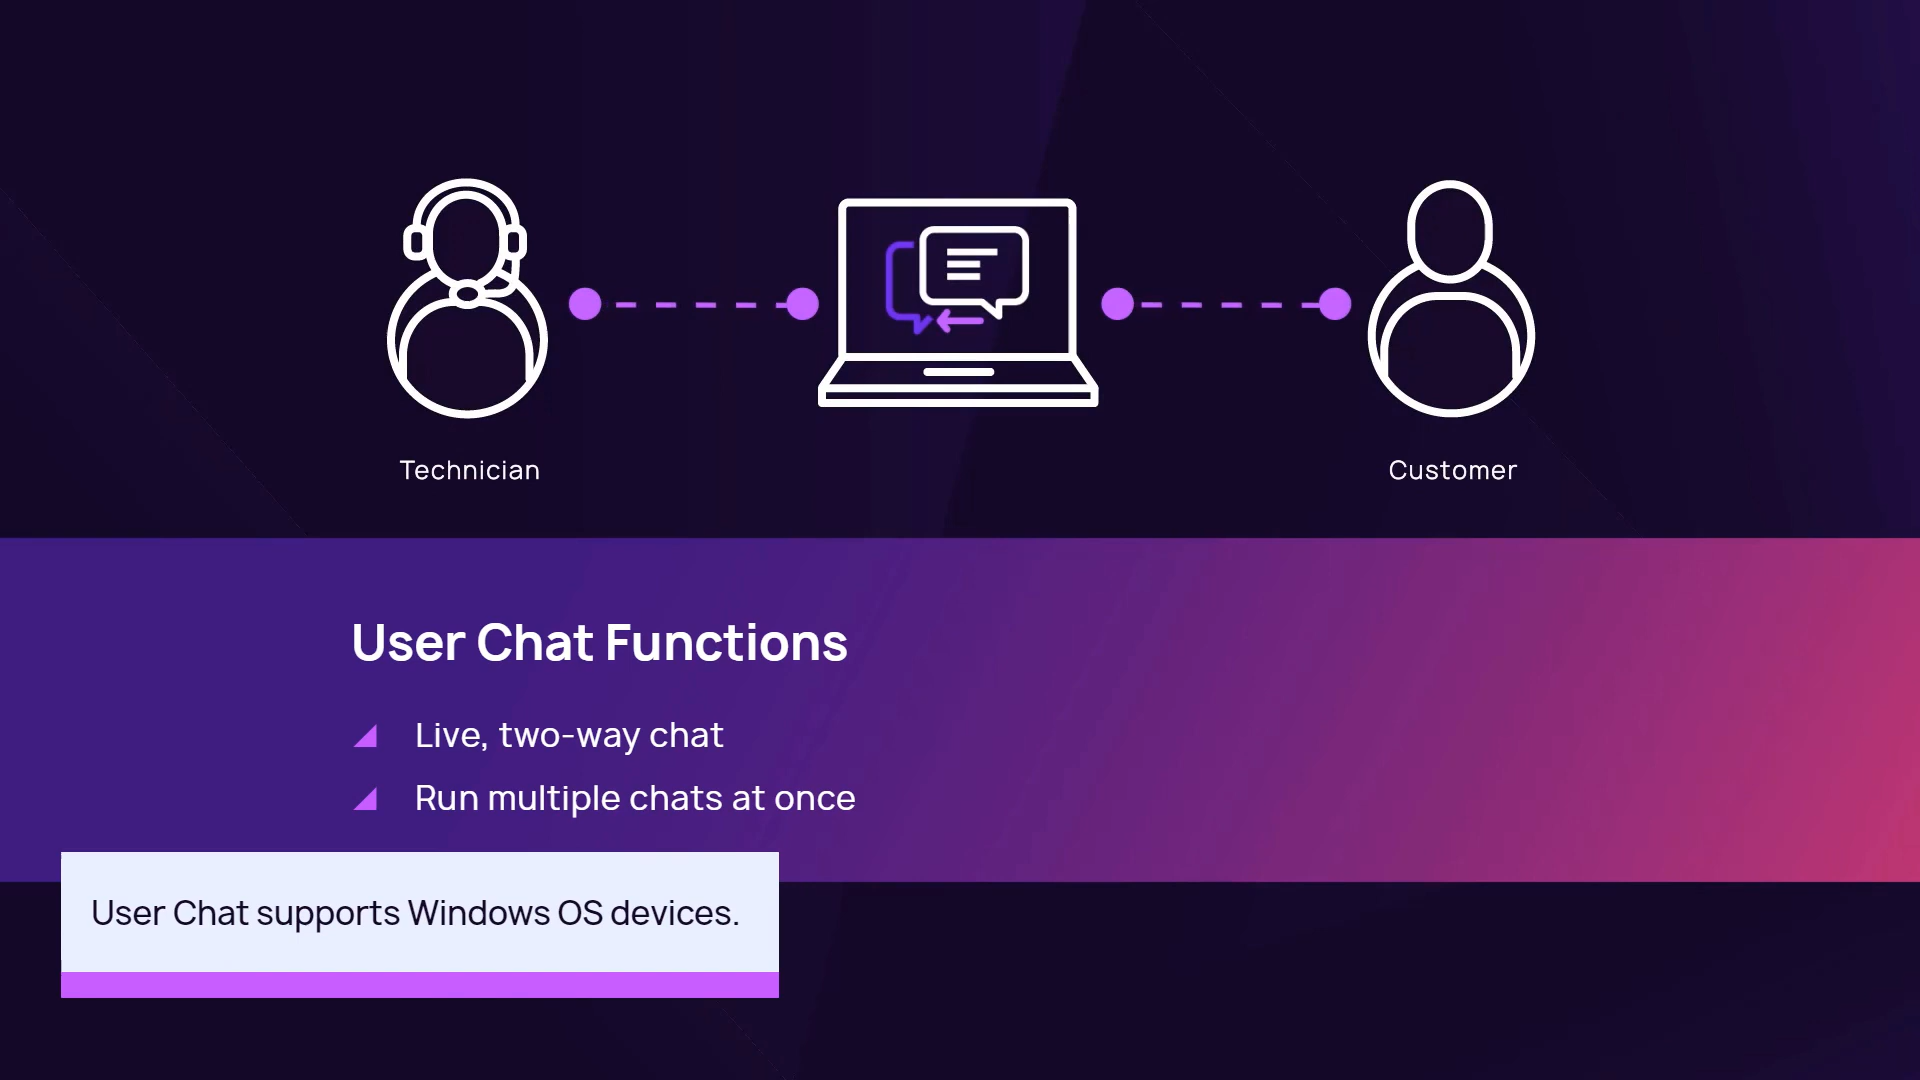 Technician
Customer
User Chat Functions
Live, two-way chat
Run multiple chats at once
User Chat supports Windows OS devices.